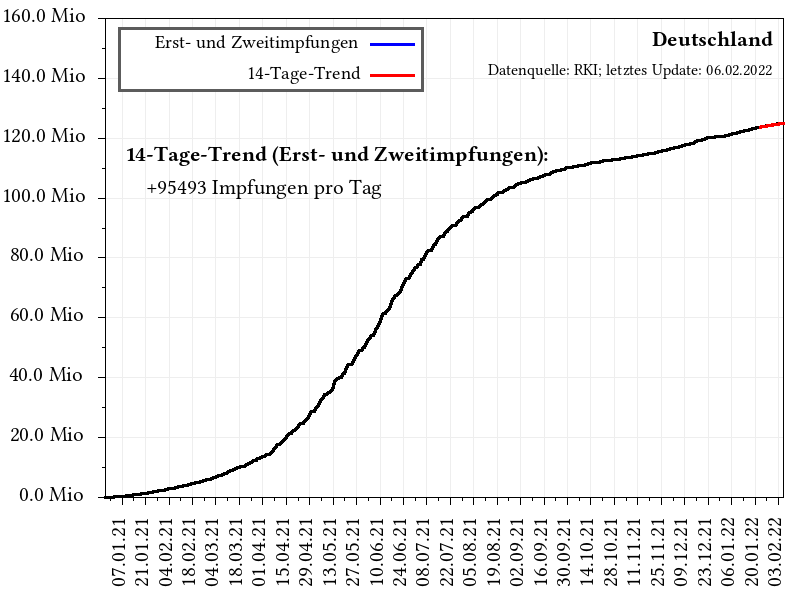 160.0 Mio
140.0 Mio
120.0 Mio
100.0 Mio
80.0 Mio
60.0 Mio
40.0 Mio
20.0 Mio
0.0 Mio
Erst- und Zweitimpfungen
14-Tage-Trend
Deutschland
Datenquelle: RKI; letztes Update: 06.02.2022
14-Tage-Trend (Erst- und Zweitimpfungen):
+95493 Impfungen pro Tag
07.01.21
21.01.21
04.02.21
18.02.21
04.03.21
18.03.21
01.04.21
15.04.21
29.04.21
13.05.21
27.05.21
10.06.21
24.06.21
08.07.21
22.07.21
05.08.21
19.08.21
02.09.21
16.09.21
30.09.21
14.10.21
28.10.21
11.11.21
25.11.21
09.12.21
23.12.21
06.01.22
20.01.22
03.02.22